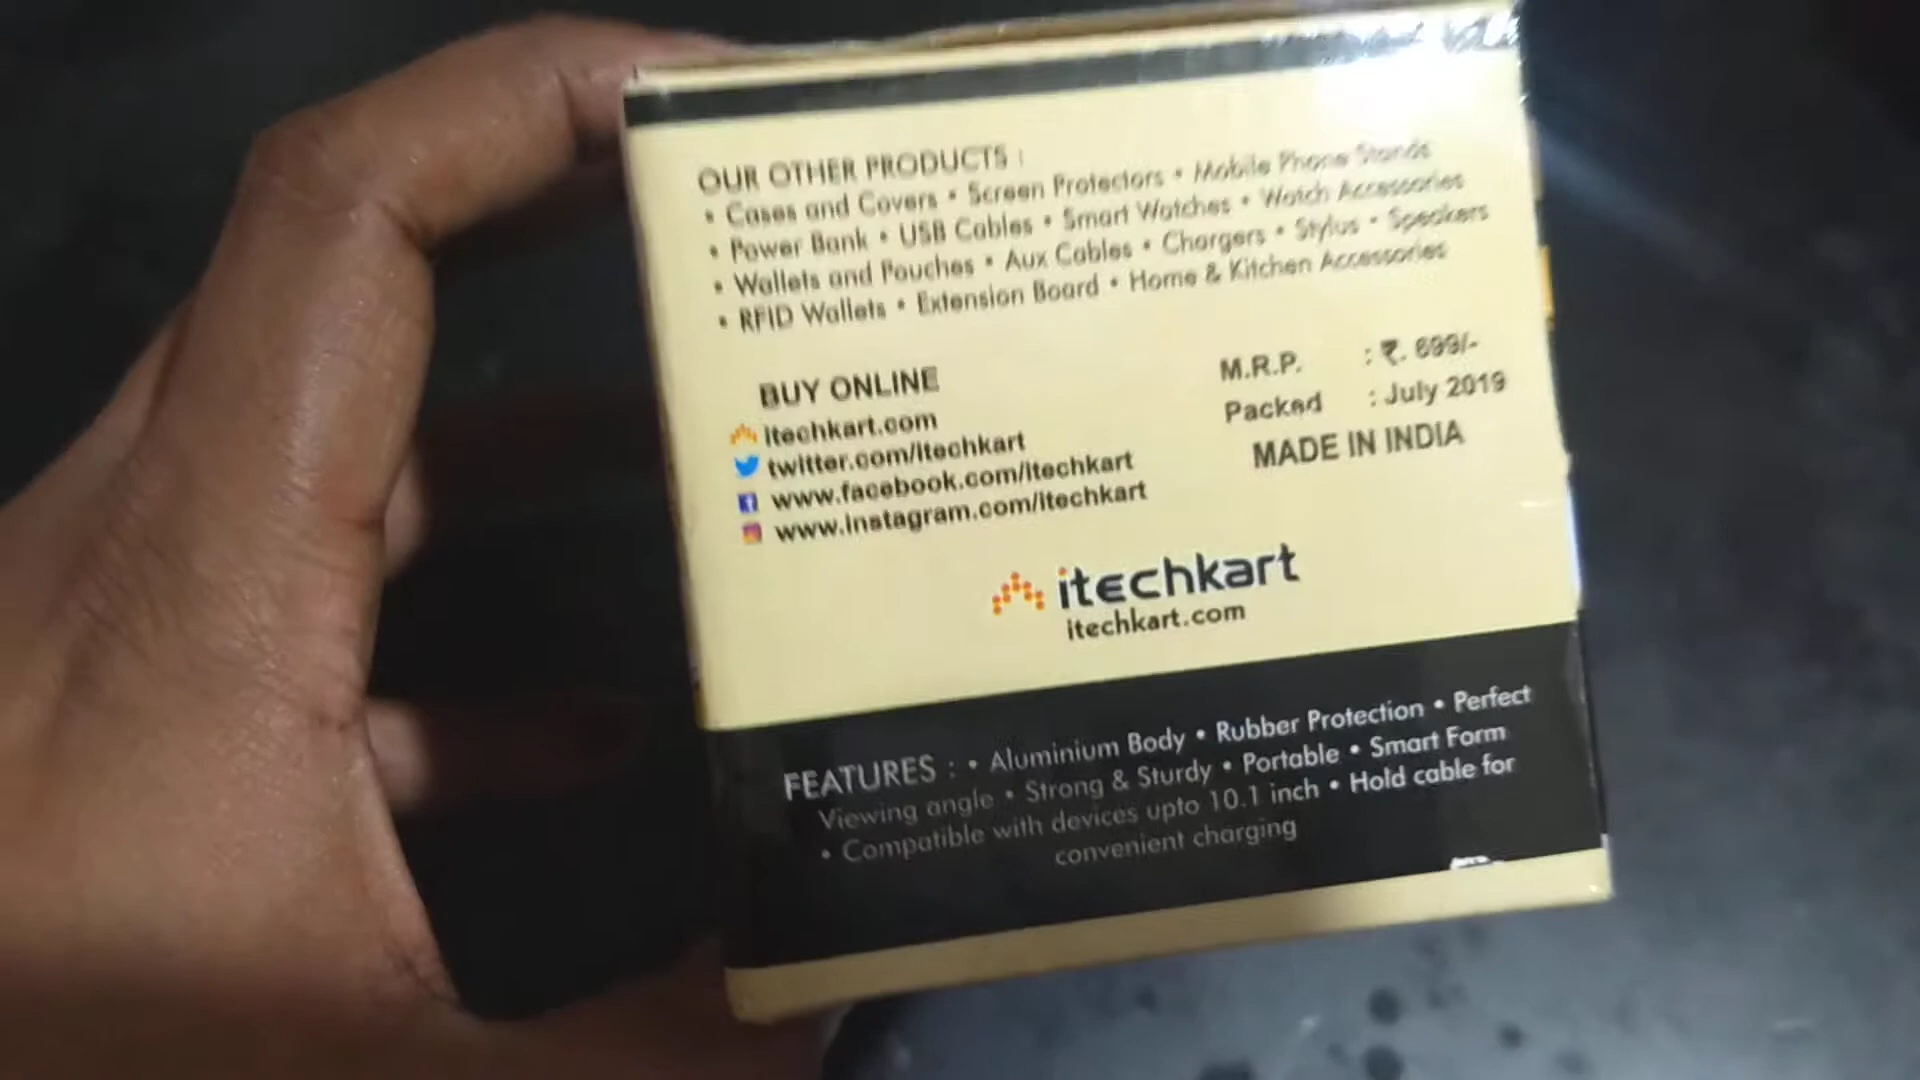 OUR OTHER PRODUCTS :
• Cases and Covers • Screen Protectors • Mobile Phone Stands
• Power Bank • USB Cables • Smart Watches • Watch Accessories
• Wallets and Pouches • Aux Cables • Chargers • Stylus • Speakers
• RFID Wallets • Extension Board • Home & Kitchen Accessories
BUY ONLINE
itechkart.com
twitter.com/itechkart
www.facebook.com/itechkart
www.instagram.com/itechkart
M.R.P. : ₹. 699/-
Packed : July 2019
MADE IN INDIA
itechkart
itechkart.com
FEATURES : • Aluminium Body • Rubber Protection • Perfect
Viewing angle • Strong & Sturdy • Portable • Smart Form
• Compatible with devices upto 10.1 inch • Hold cable for
convenient charging